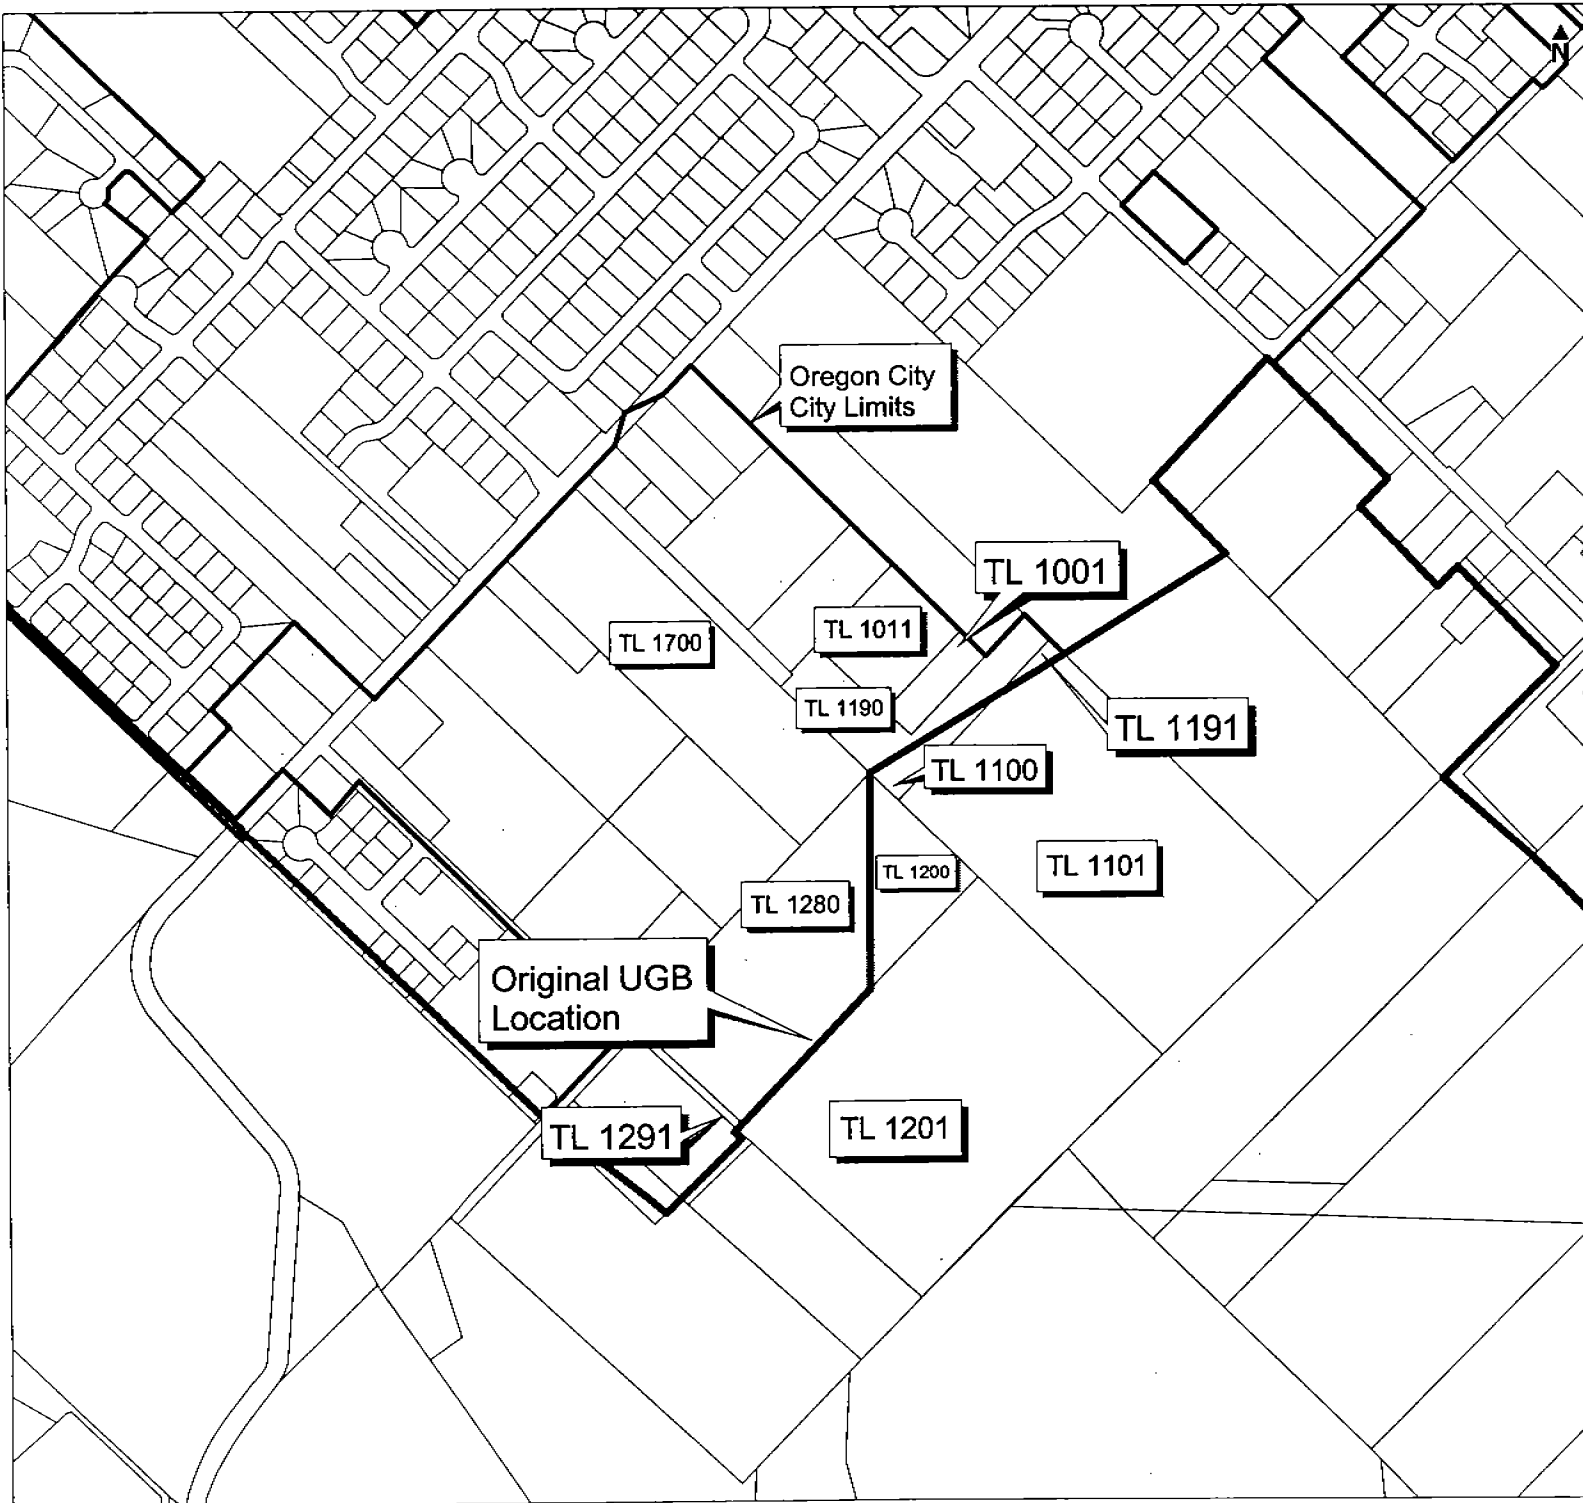 N
Oregon City
City Limits
TL 1001
TL 1011
TL 1700
TL 1190
TL 1191
TL 1100
TL 1101
TL 1200
TL 1280
Original UGB
Location
TL 1291
TL 1201